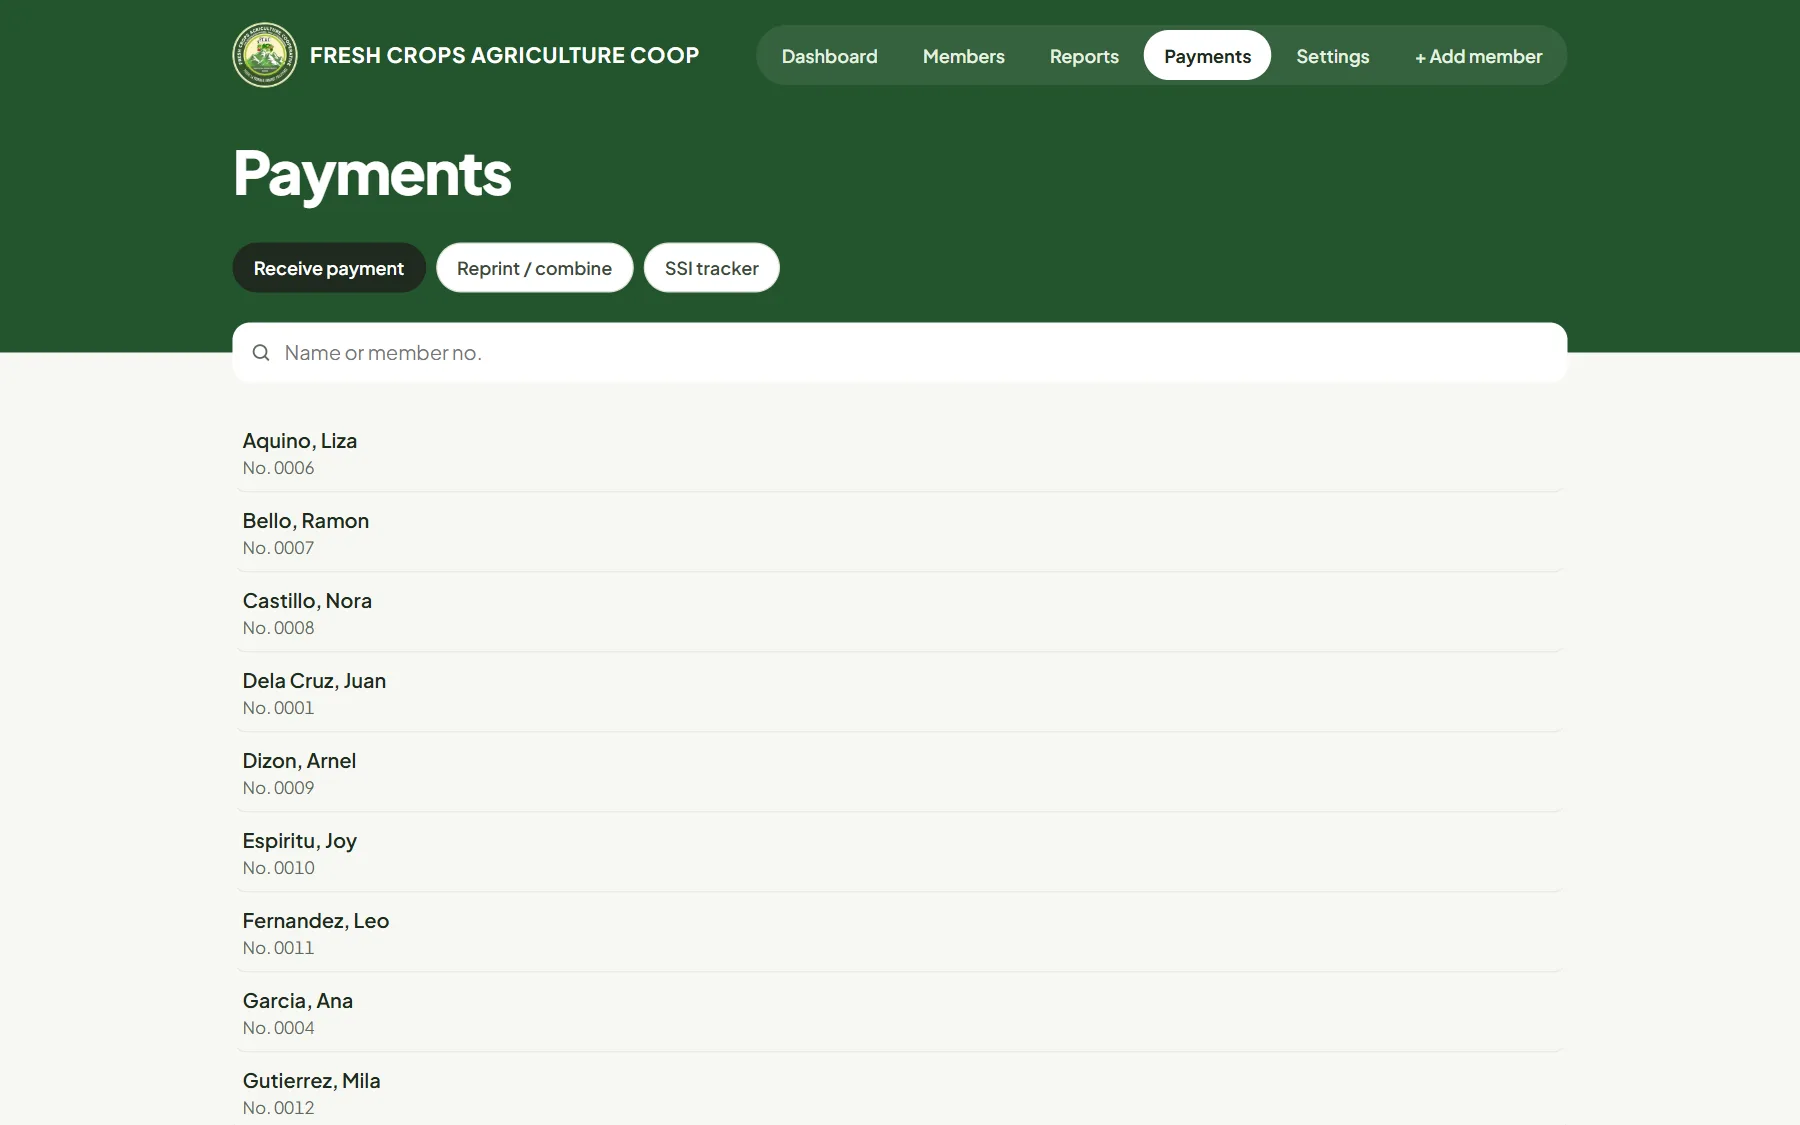 FRESH CROPS AGRICULTURE COOP
Dashboard
Members
Reports
Payments
Settings
+ Add member
Payments
Receive payment
Reprint / combine
SSI tracker
Name or member no.
Aquino, Liza
No. 0006
Bello, Ramon
No. 0007
Castillo, Nora
No. 0008
Dela Cruz, Juan
No. 0001
Dizon, Arnel
No. 0009
Espiritu, Joy
No. 0010
Fernandez, Leo
No. 0011
Garcia, Ana
No. 0004
Gutierrez, Mila
No. 0012